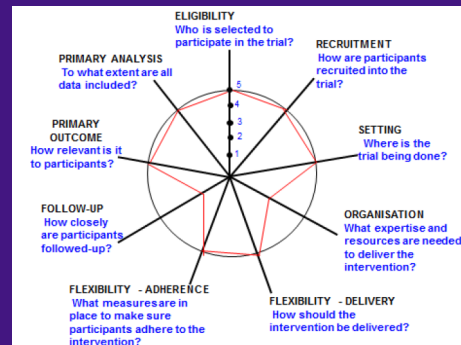 ELIGIBILITY
Who is selected to
participate in the trial?
RECRUITMENT
How are participants
recruited into the
trial?
PRIMARY ANALYSIS
To what extent are all
data included?
5
4
3
2
1
SETTING
Where is the
trial being done?
PRIMARY
OUTCOME
How relevant is it
to participants?
ORGANISATION
What expertise and
resources are needed
to deliver the
intervention?
FOLLOW-UP
How closely
are participants
followed-up?
FLEXIBILITY - ADHERENCE
What measures are in
place to make sure
participants adhere to the
intervention?
FLEXIBILITY - DELIVERY
How should the
intervention be delivered?